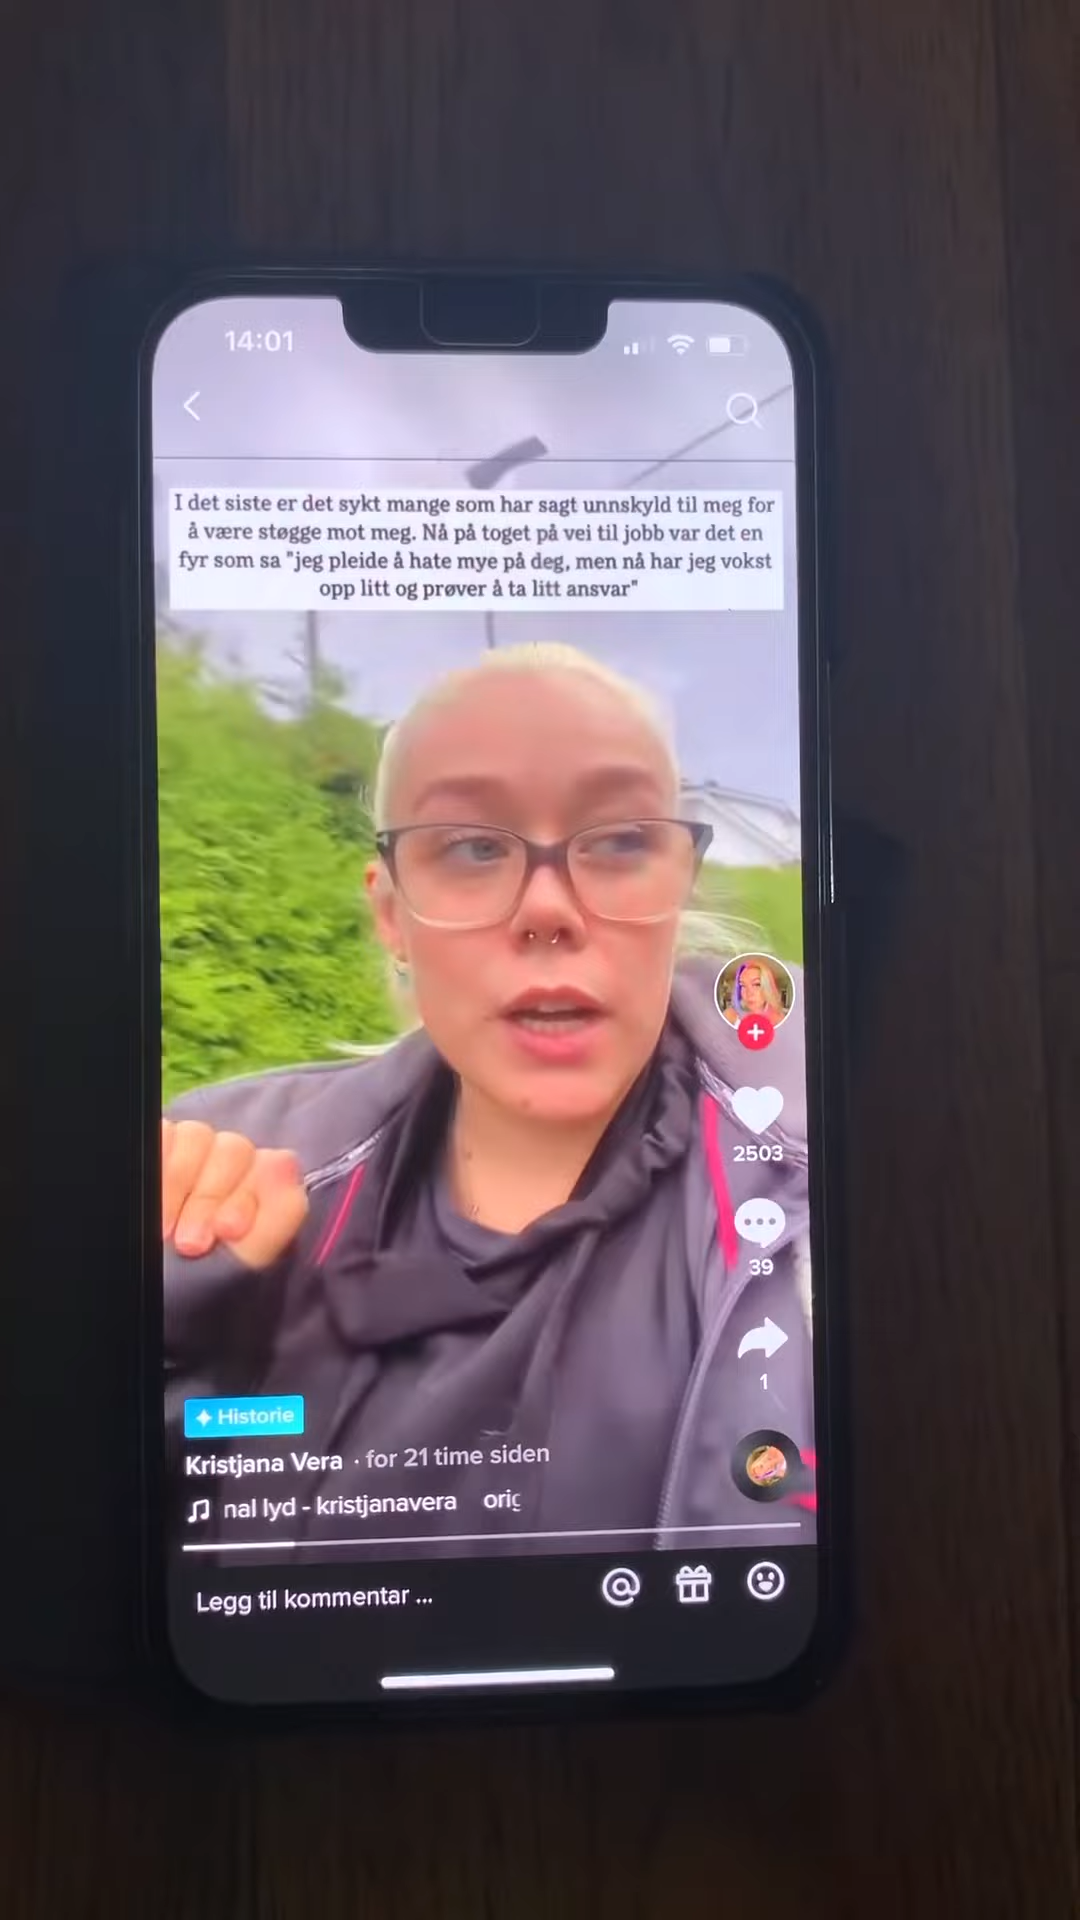 14:01
I det siste er det sykt mange som har sagt unnskyld til meg for
å være støgge mot meg. Nå på toget på vei til jobb var det en
fyr som sa "jeg pleide å hate mye på deg, men nå har jeg vokst
opp litt og prøver å ta litt ansvar"
2503
39
1
Historie
Kristjana Vera · for 21 time siden
nal lyd - kristjanavera orig
Legg til kommentar ...